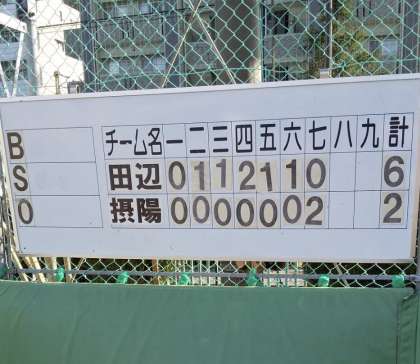 B
S
O
チーム名 一 二 三 四 五 六 七 八 九 計
田辺 0 1 1 2 1 1 0 6
摂陽 0 0 0 0 0 0 2 2